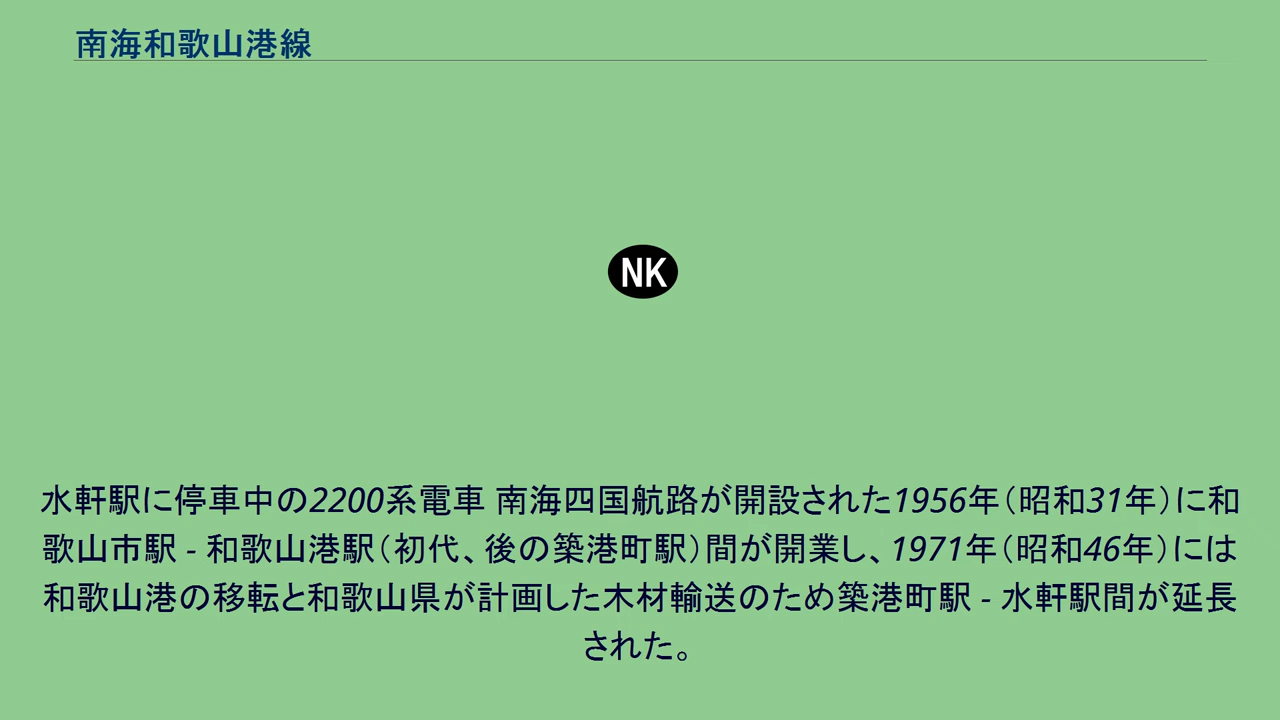 南海和歌山港線
NK
水軒駅に停車中の2200系電車 南海四国航路が開設された1956年（昭和31年）に和
歌山市駅 - 和歌山港駅（初代、後の築港町駅）間が開業し、1971年（昭和46年）には
和歌山港の移転と和歌山県が計画した木材輸送のため築港町駅 - 水軒駅間が延長
された。